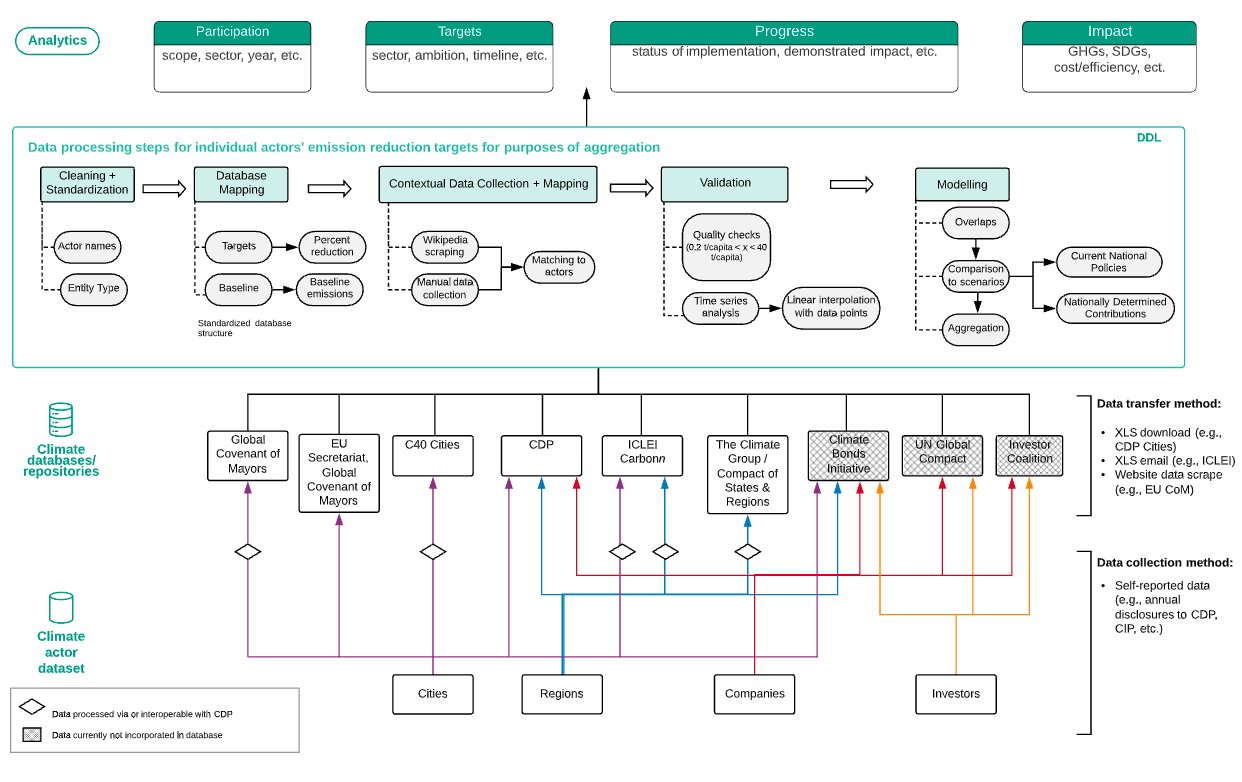 Analytics
Participation
scope, sector, year, etc.
Targets
sector, ambition, timeline, etc.
Progress
status of implementation, demonstrated impact, etc.
Impact
GHGs, SDGs,
cost/efficiency, ect.
DDL
Data processing steps for individual actors' emission reduction targets for purposes of aggregation
Cleaning +
Standardization
Actor names
Entity Type
Database
Mapping
Targets
Percent
reduction
Baseline
Baseline
emissions
Standardized database
structure
Contextual Data Collection + Mapping
Wikipedia
scraping
Manual data
collection
Matching to
actors
Validation
Quality checks
(0.2 t/capita < x < 40
t/capita)
Time series
analysis
Linear interpolation
with data points
Modelling
Overlaps
Comparison
to scenarios
Aggregation
Current National
Policies
Nationally Determined
Contributions
Climate
databases/
repositories
Global
Covenant of
Mayors
EU
Secretariat,
Global
Covenant of
Mayors
C40 Cities
CDP
ICLEI
Carbonn
The Climate
Group /
Compact of
States &
Regions
Climate
Bonds
Initiative
UN Global
Compact
Investor
Coalition
Data transfer method:
• XLS download (e.g.,
CDP Cities)
• XLS email (e.g., ICLEI)
• Website data scrape
(e.g., EU CoM)
Data collection method:
• Self-reported data
(e.g., annual
disclosures to CDP,
CIP, etc.)
Climate
actor
dataset
Cities
Regions
Companies
Investors
Data processed via or interoperable with CDP
Data currently not incorporated in database